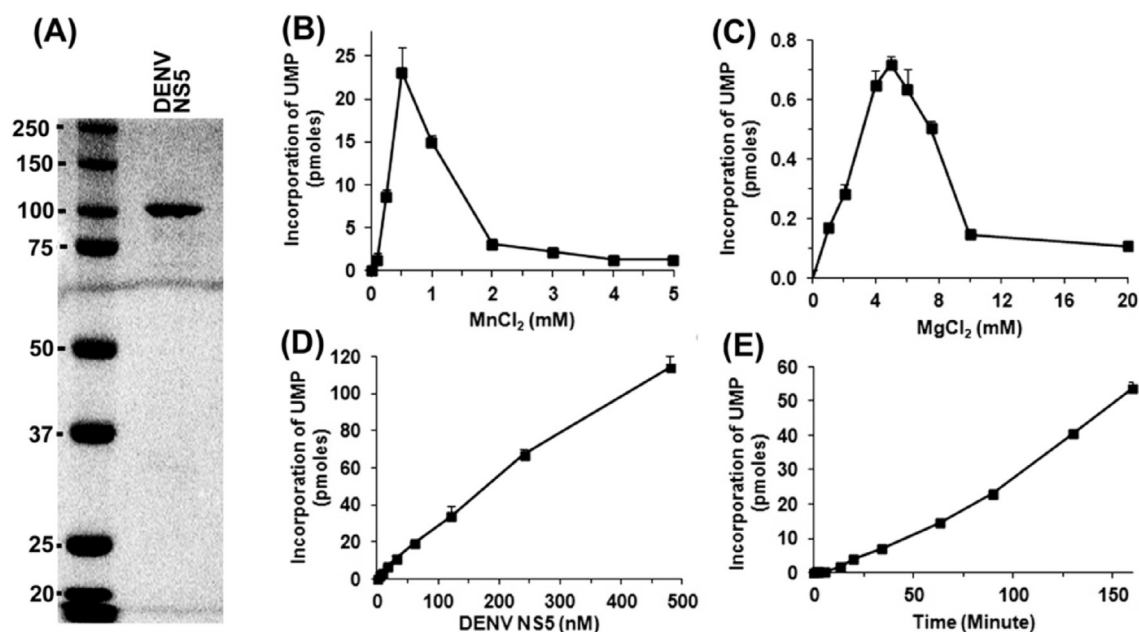 (A)
DENV
NS5
250
150
100
75
50
37
25
20
(B)
Incorporation of UMP
(pmoles)
25
20
15
10
5
0
0 1 2 3 4 5
MnCl₂ (mM)
(C)
Incorporation of UMP
(pmoles)
0.8
0.6
0.4
0.2
0.0
0 4 8 12 16 20
MgCl₂ (mM)
(D)
Incorporation of UMP
(pmoles)
120
100
80
60
40
20
0
0 100 200 300 400 500
DENV NS5 (nM)
(E)
Incorporation of UMP
(pmoles)
60
50
40
30
20
10
0
0 50 100 150
Time (Minute)